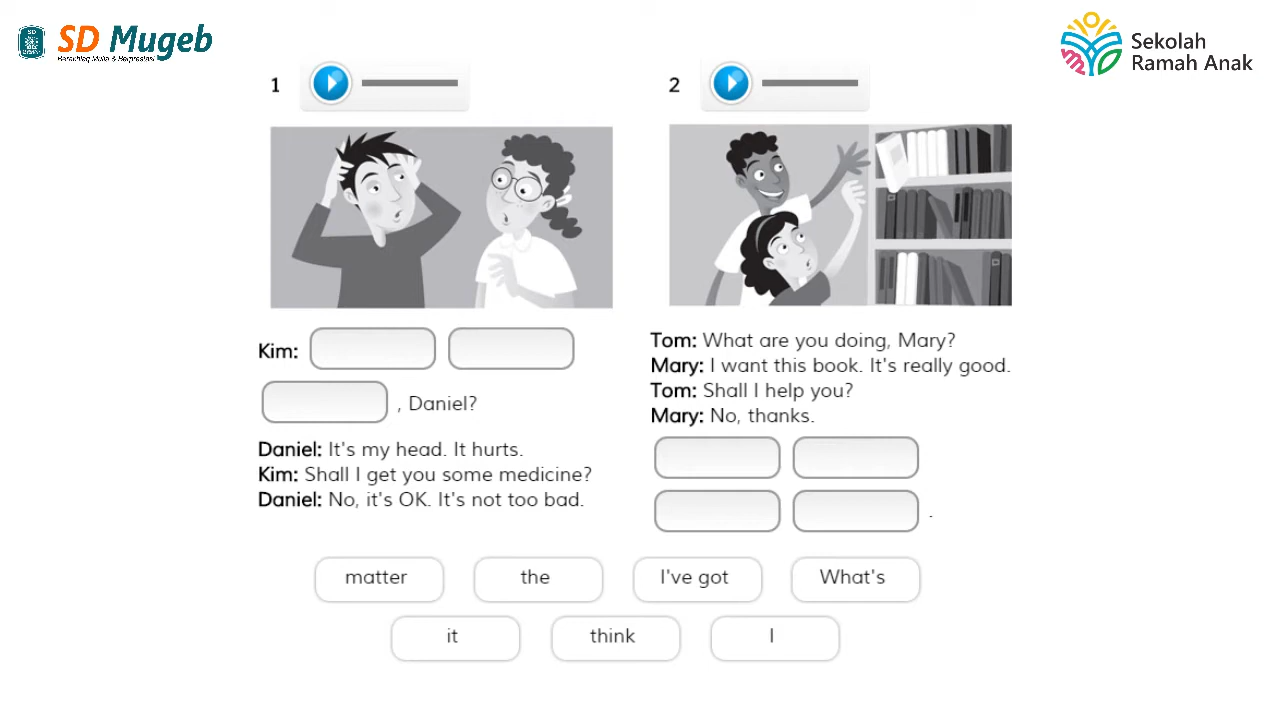 SD Mugeb
Sekolah
Ramah Anak
1
2
Kim:
, Daniel?
Daniel: It's my head. It hurts.
Kim: Shall I get you some medicine?
Daniel: No, it's OK. It's not too bad.
Tom: What are you doing, Mary?
Mary: I want this book. It's really good.
Tom: Shall I help you?
Mary: No, thanks.
.
matter the I've got What's
it think I